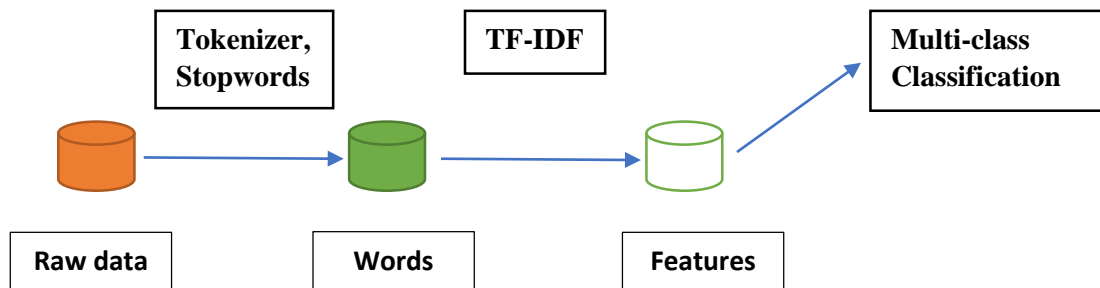 Tokenizer,
Stopwords
TF-IDF
Multi-class
Classification
Raw data
Words
Features